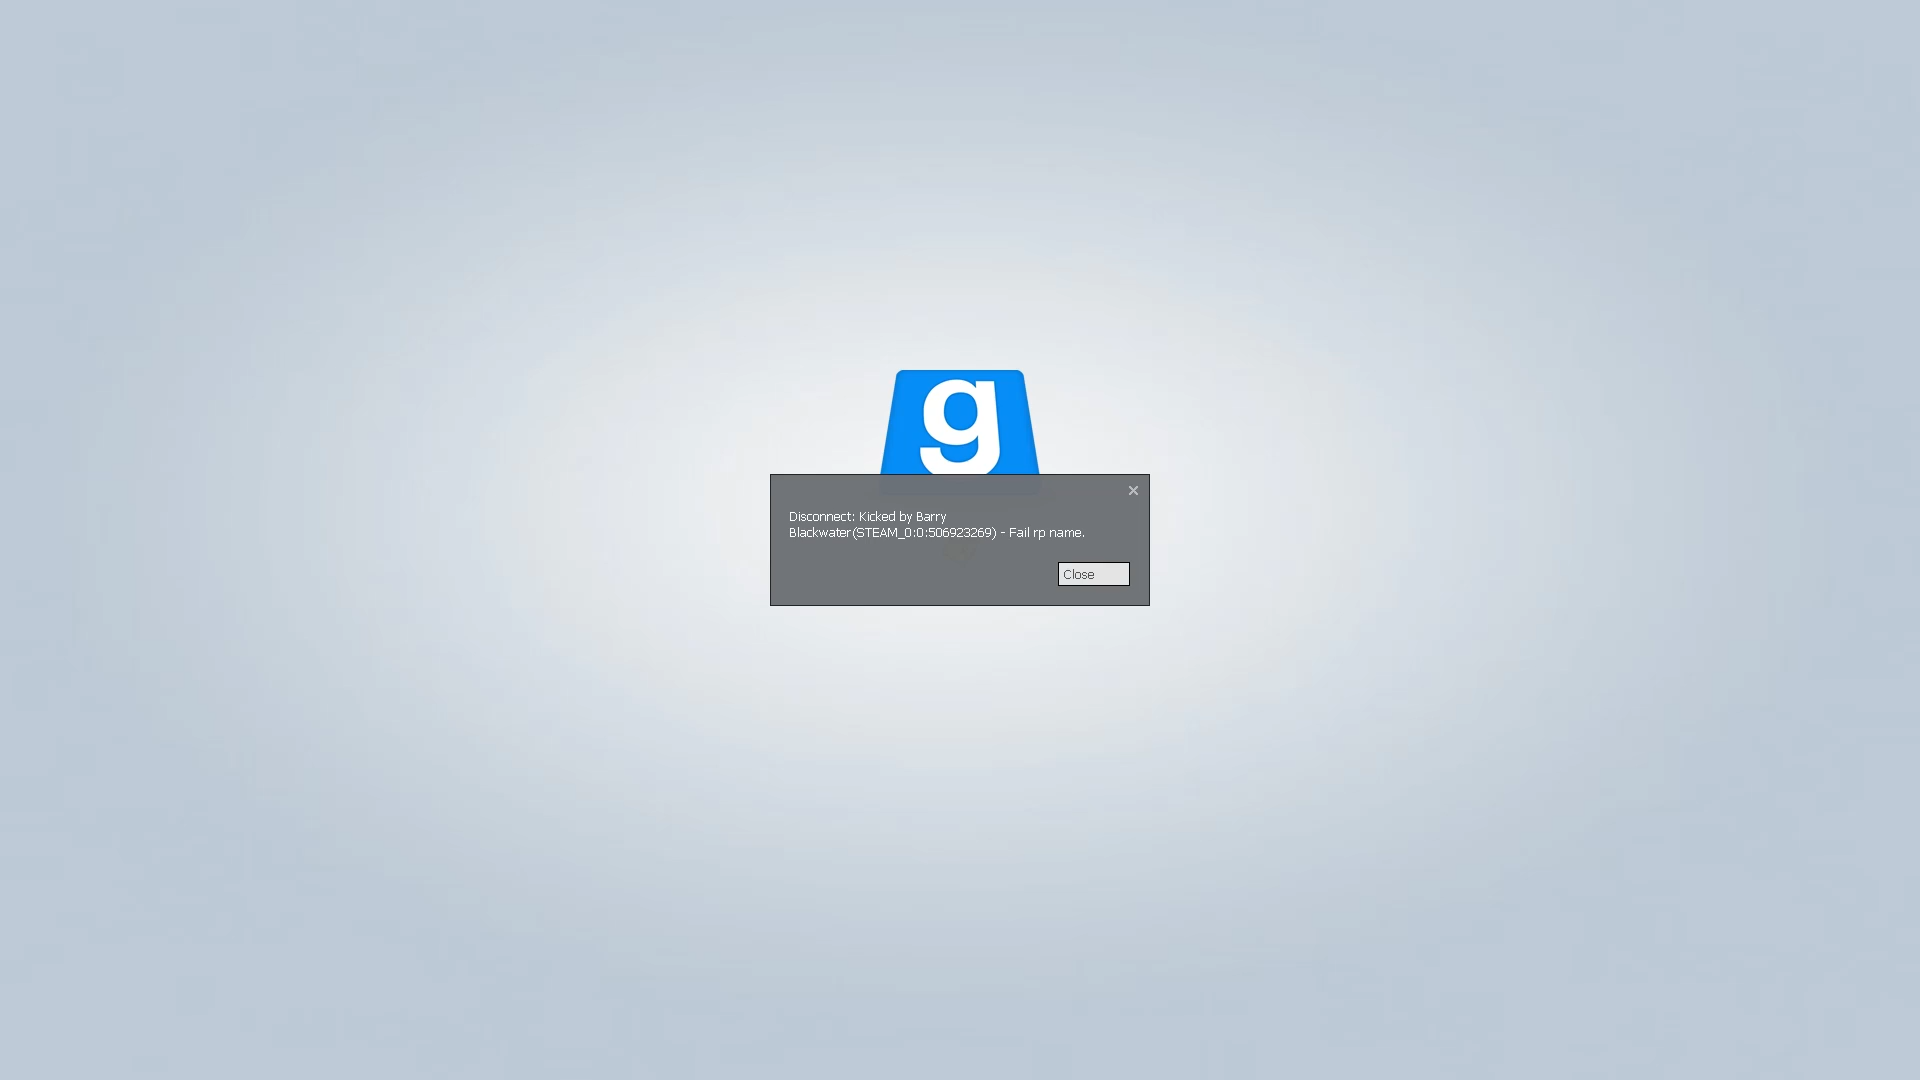 g
Disconnect: Kicked by Barry
Blackwater(STEAM_0:0:506923269) - Fail rp name.
Close